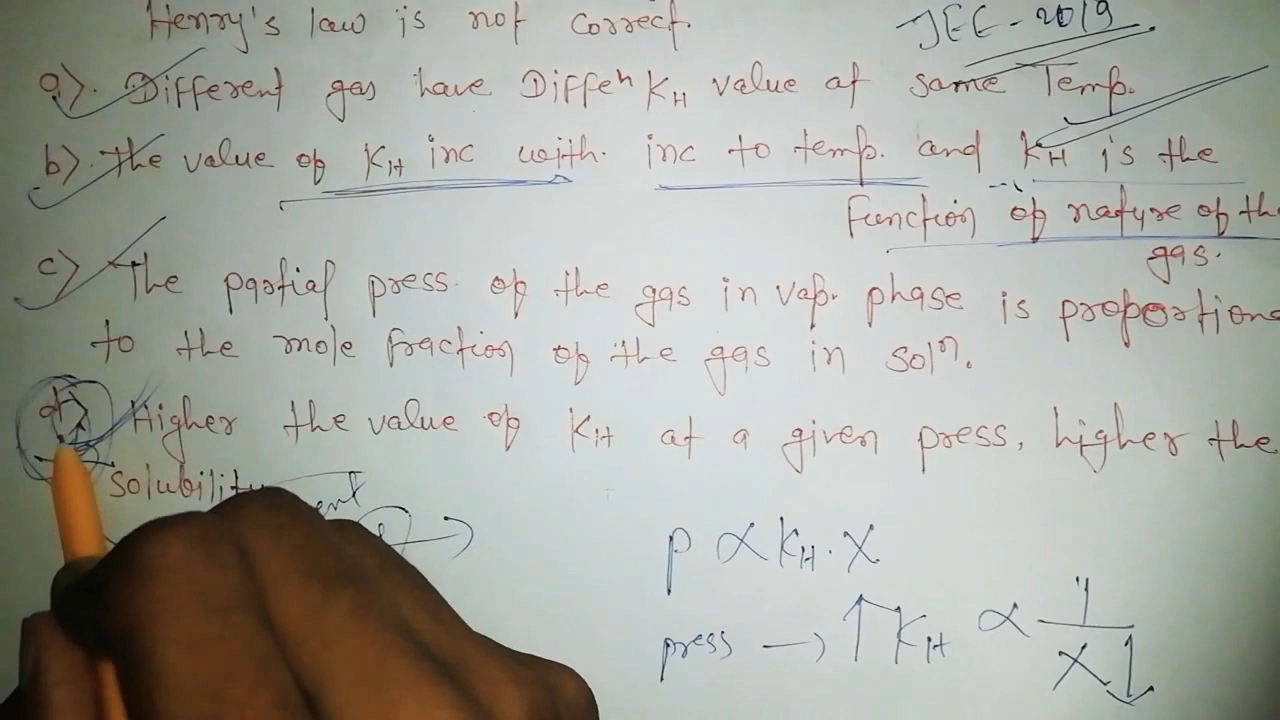 Henry's law is not correct.
JEE-2019
a). Different gas have Diffen KH value at same Temp.
b). The value of KH inc with. inc to temp. and KH is the
function of nature of the
gas.
c) The partial press. of the gas in vap. phase is proportiona
to the mole fraction of the gas in soln.
d) Higher the value of KH at a given press, higher the
solubility
P ∝ KH. X
press → ↑ KH ∝ 1/X↓